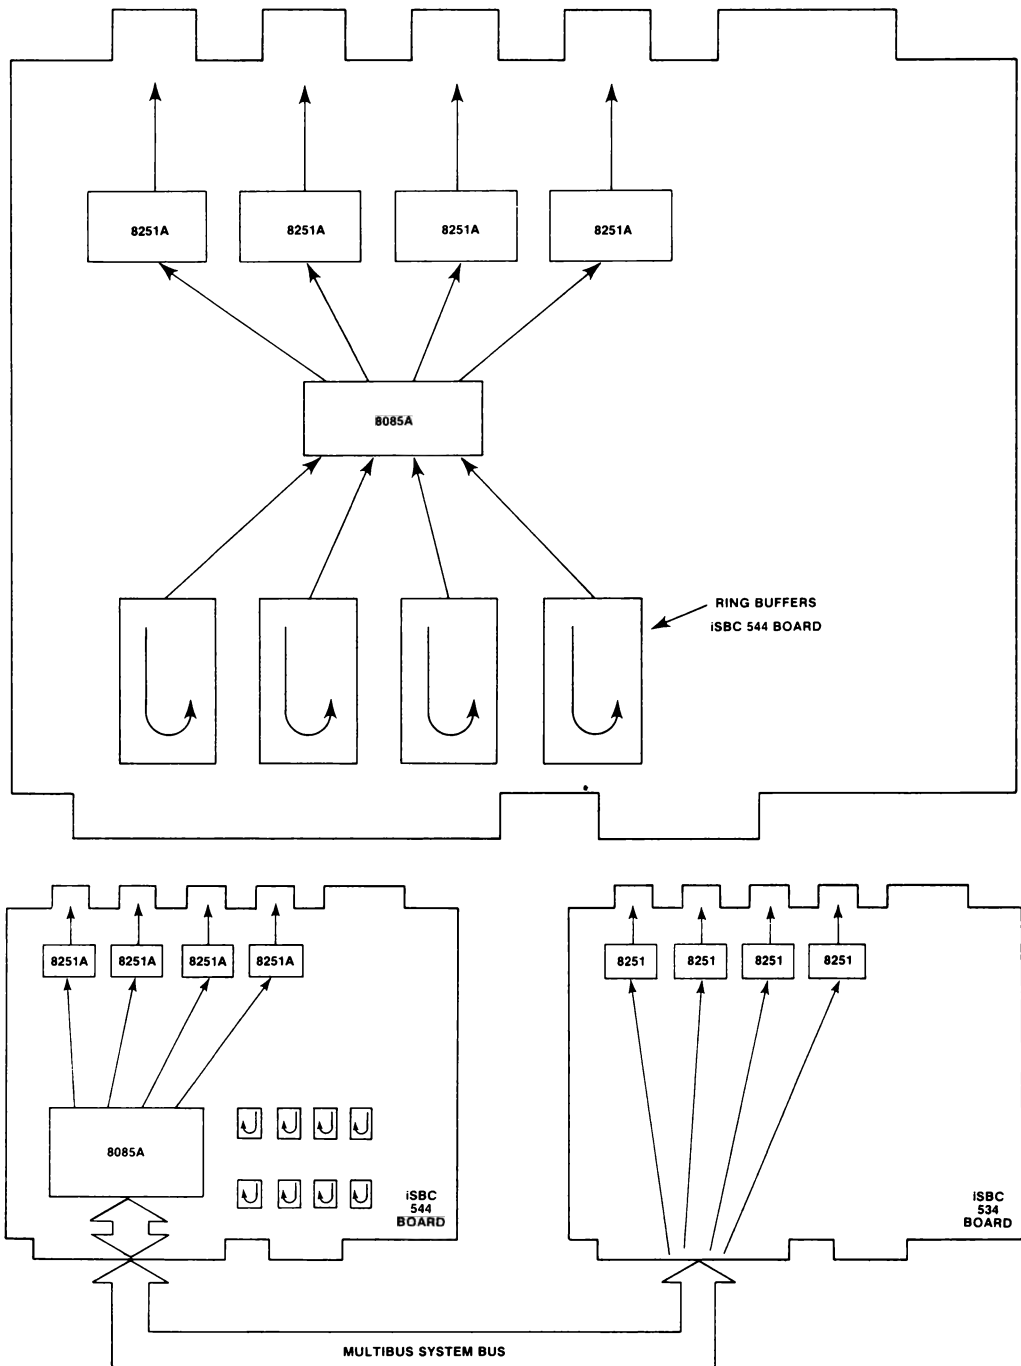 8251A 8251A 8251A 8251A
8085A
RING BUFFERS
iSBC 544 BOARD
8251A 8251A 8251A 8251A
8085A
iSBC
544
BOARD
8251 8251 8251 8251
iSBC
534
BOARD
MULTIBUS SYSTEM BUS